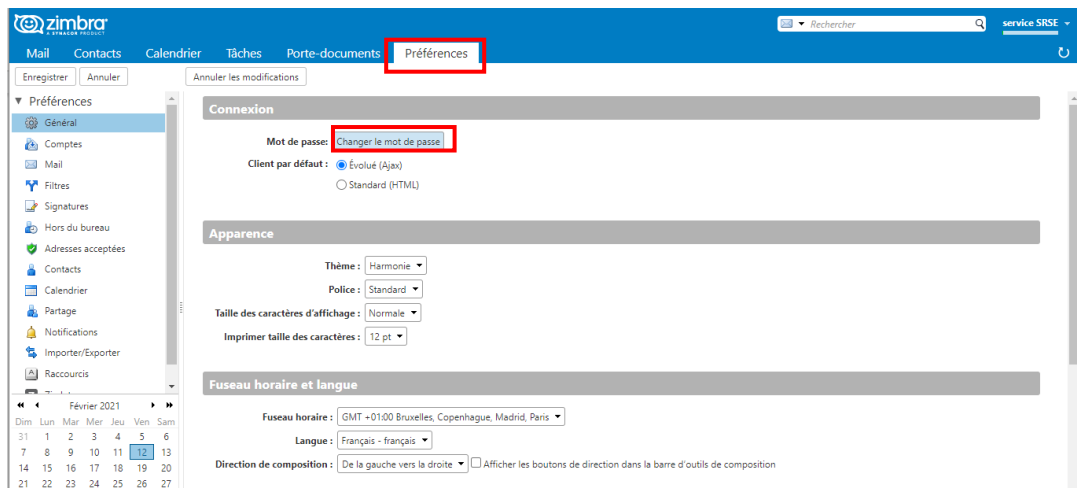 zimbra
A SYNACOR PRODUCT
Rechercher
service SRSE
Mail Contacts Calendrier Tâches Porte-documents Préférences
Enregistrer Annuler Annuler les modifications
Préférences
Général
Comptes
Mail
Filtres
Signatures
Hors du bureau
Adresses acceptées
Contacts
Calendrier
Partage
Notifications
Importer/Exporter
Raccourcis
Février 2021
Dim Lun Mar Mer Jeu Ven Sam
31 1 2 3 4 5 6
7 8 9 10 11 12 13
14 15 16 17 18 19 20
21 22 23 24 25 26 27
Connexion
Mot de passe: Changer le mot de passe
Client par défaut : Évolué (Ajax)
Standard (HTML)
Apparence
Thème : Harmonie
Police : Standard
Taille des caractères d'affichage : Normale
Imprimer taille des caractères : 12 pt
Fuseau horaire et langue
Fuseau horaire : GMT +01:00 Bruxelles, Copenhague, Madrid, Paris
Langue : Français - français
Direction de composition : De la gauche vers la droite Afficher les boutons de direction dans la barre d'outils de composition